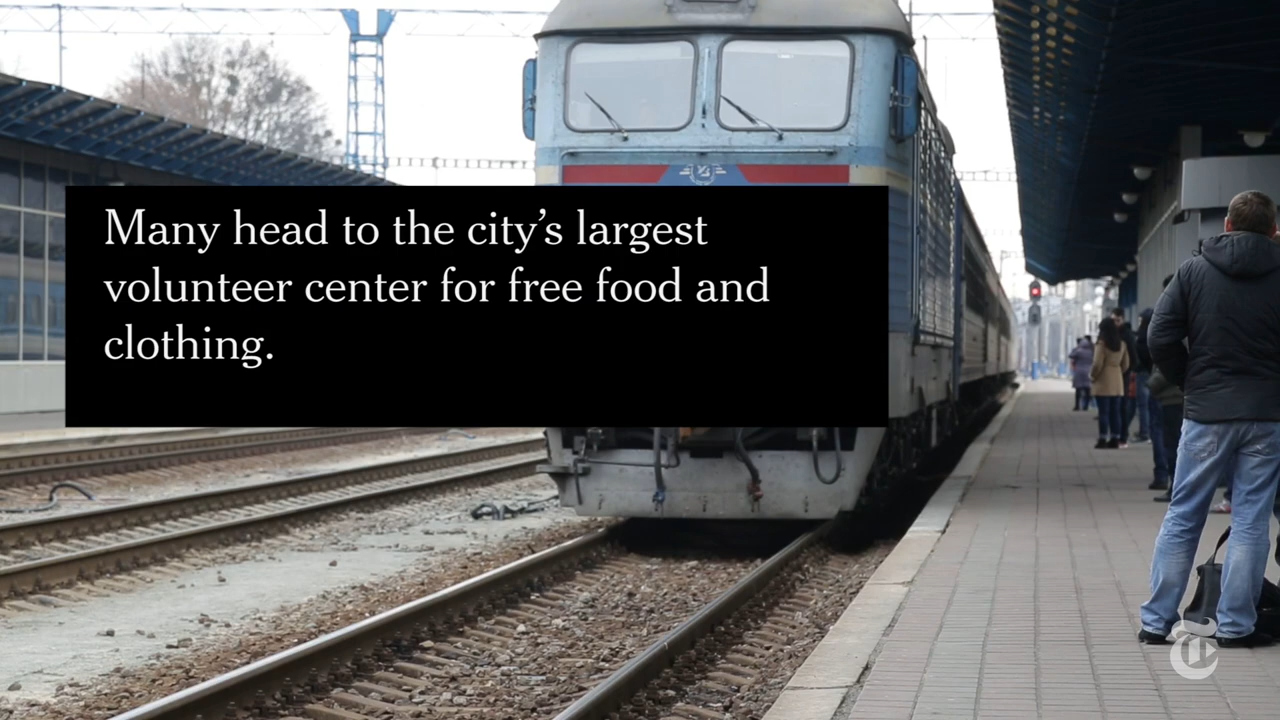 Many head to the city’s largest
volunteer center for free food and
clothing.